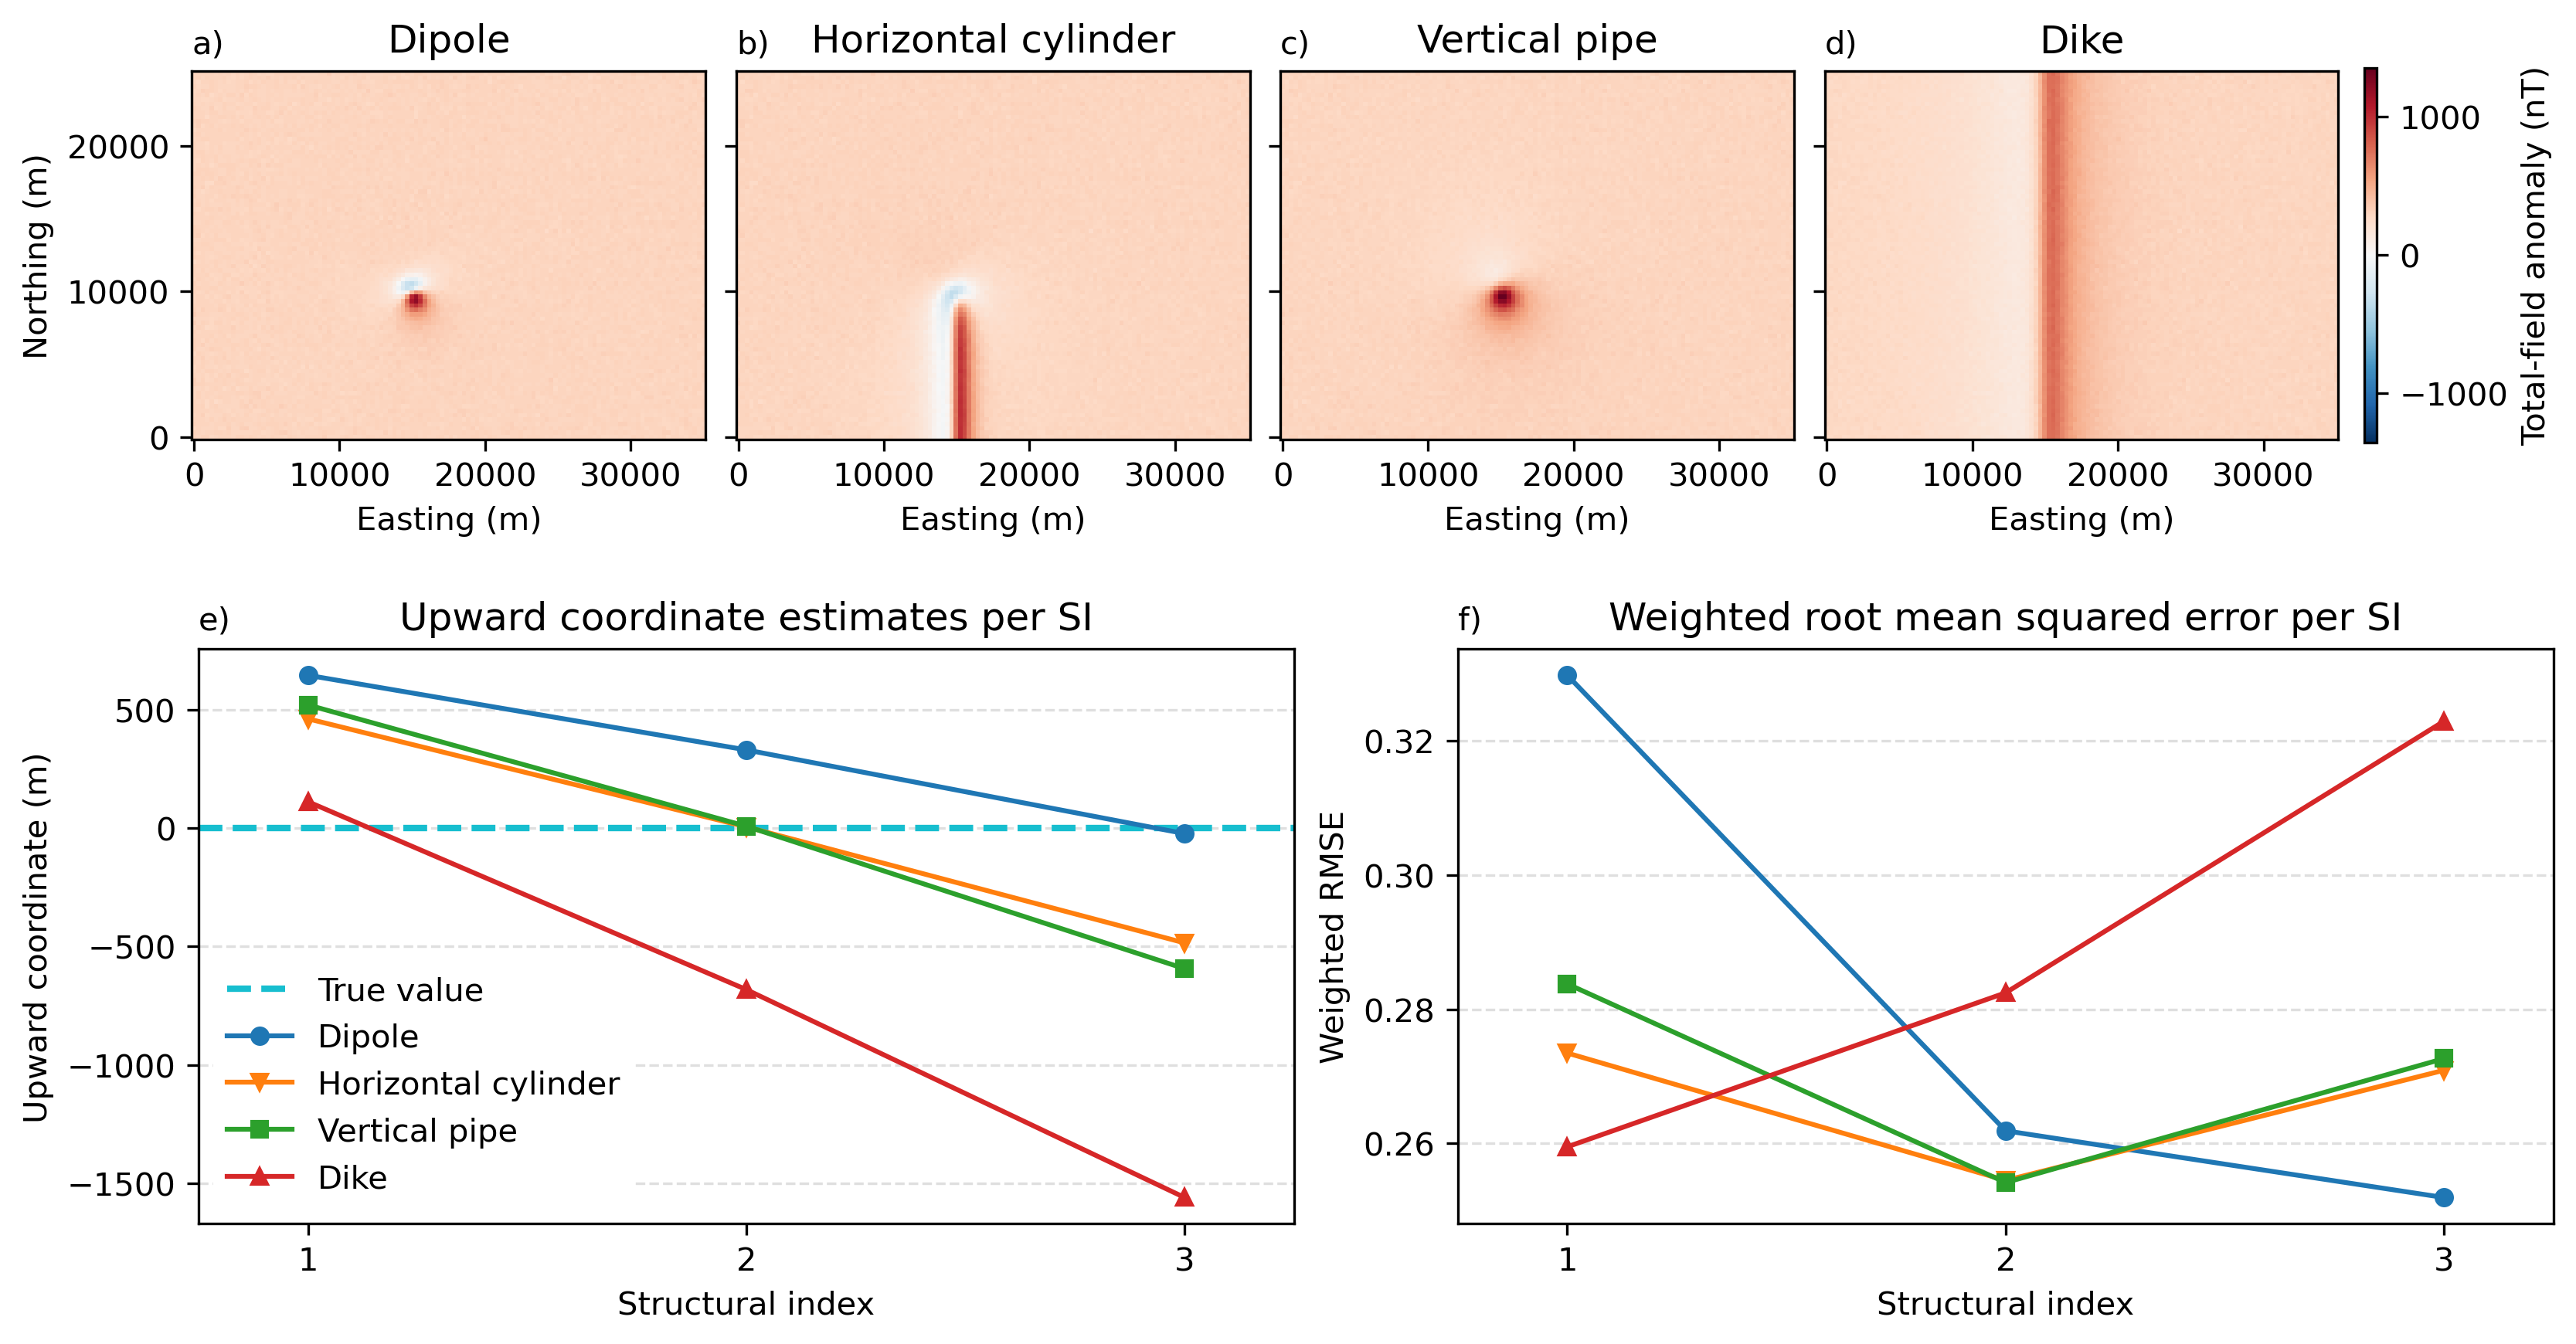 a) Dipole
b) Horizontal cylinder
c) Vertical pipe
d) Dike
Northing (m)
20000
10000
0
0 10000 20000 30000
Easting (m)
0 10000 20000 30000
Easting (m)
0 10000 20000 30000
Easting (m)
0 10000 20000 30000
Easting (m)
1000
0
−1000
Total-field anomaly (nT)
e) Upward coordinate estimates per SI
Upward coordinate (m)
500
0
−500
−1000
−1500
True value
Dipole
Horizontal cylinder
Vertical pipe
Dike
1 2 3
Structural index
f) Weighted root mean squared error per SI
Weighted RMSE
0.32
0.30
0.28
0.26
1 2 3
Structural index